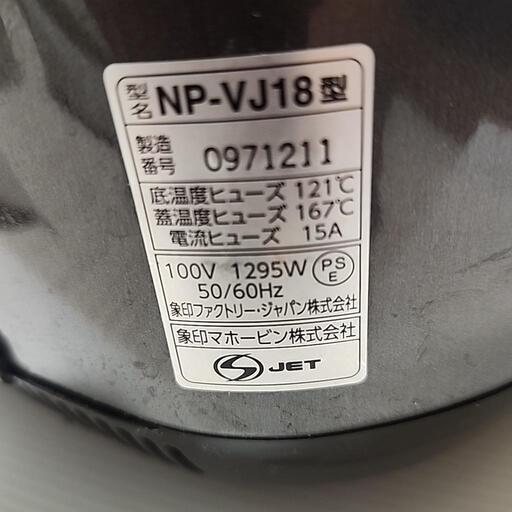 型名 NP-VJ18型
製造番号 0971211
底温度ヒューズ 121℃
蓋温度ヒューズ 167℃
電流ヒューズ 15A
100V 1295W PSE
50/60Hz
象印ファクトリー・ジャパン株式会社
象印マホービン株式会社
S JET